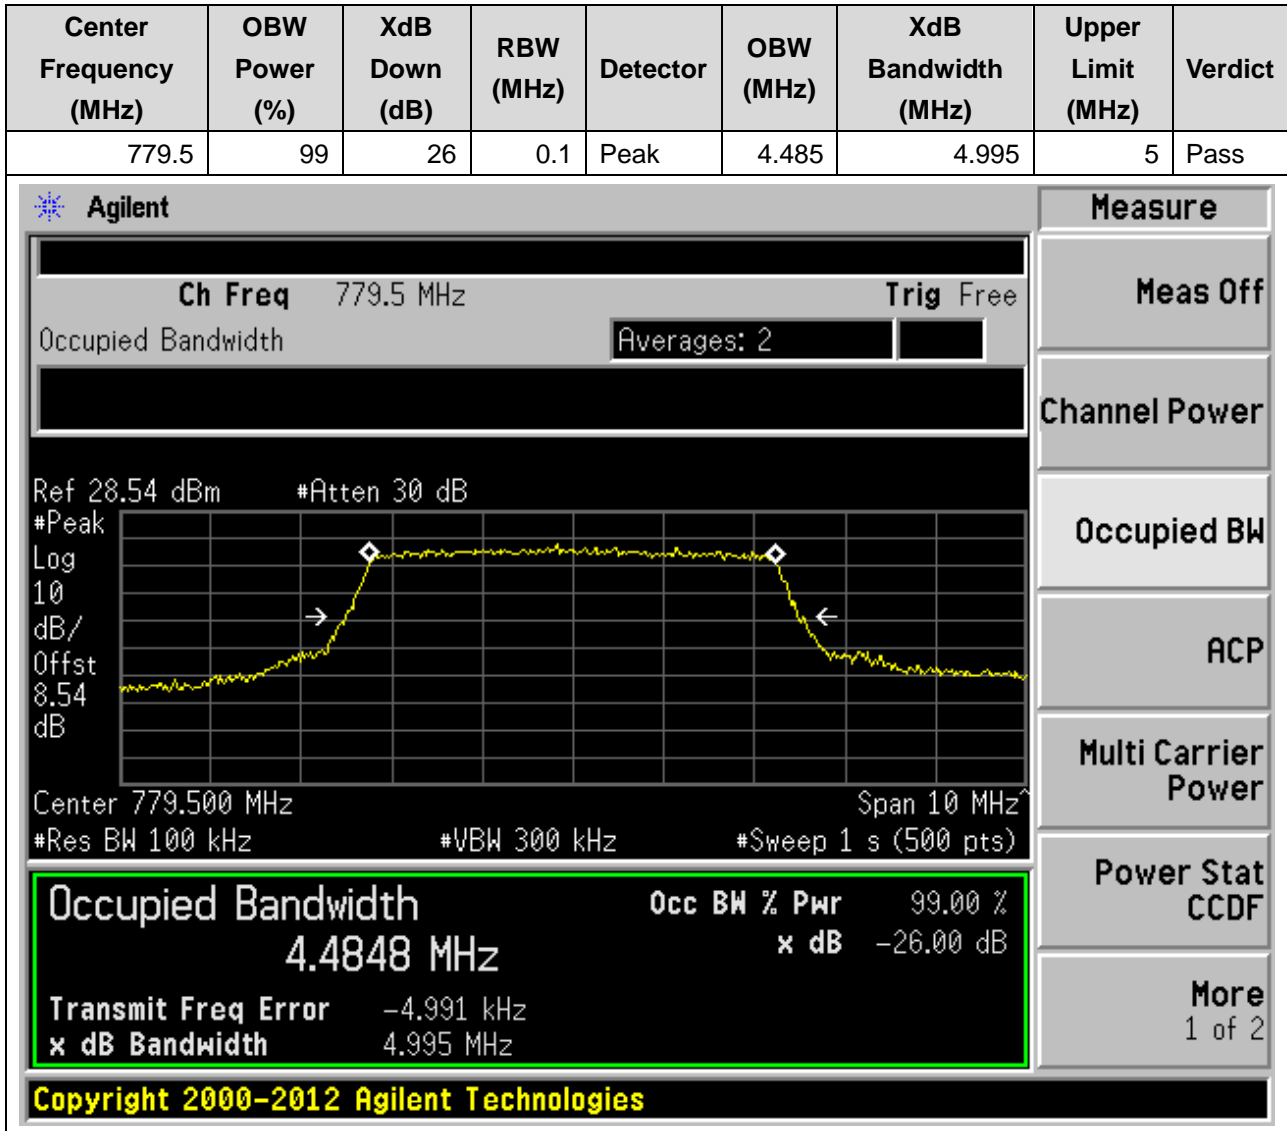 Center Frequency (MHz) OBW Power (%) XdB Down (dB) RBW (MHz) Detector OBW (MHz) XdB Bandwidth (MHz) Upper Limit (MHz) Verdict
779.5 99 26 0.1 Peak 4.485 4.995 5 Pass
Agilent
Measure
Ch Freq 779.5 MHz Trig Free
Occupied Bandwidth Averages: 2
Meas Off
Channel Power
Occupied BW
ACP
Multi Carrier
Power
Power Stat
CCDF
More
1 of 2
Ref 28.54 dBm #Atten 30 dB
#Peak
Log
10
dB/
Offst
8.54
dB
Center 779.500 MHz Span 10 MHz^
#Res BW 100 kHz #VBW 300 kHz #Sweep 1 s (500 pts)
Occupied Bandwidth Occ BW % Pwr 99.00 %
4.4848 MHz x dB -26.00 dB
Transmit Freq Error -4.991 kHz
x dB Bandwidth 4.995 MHz
Copyright 2000-2012 Agilent Technologies